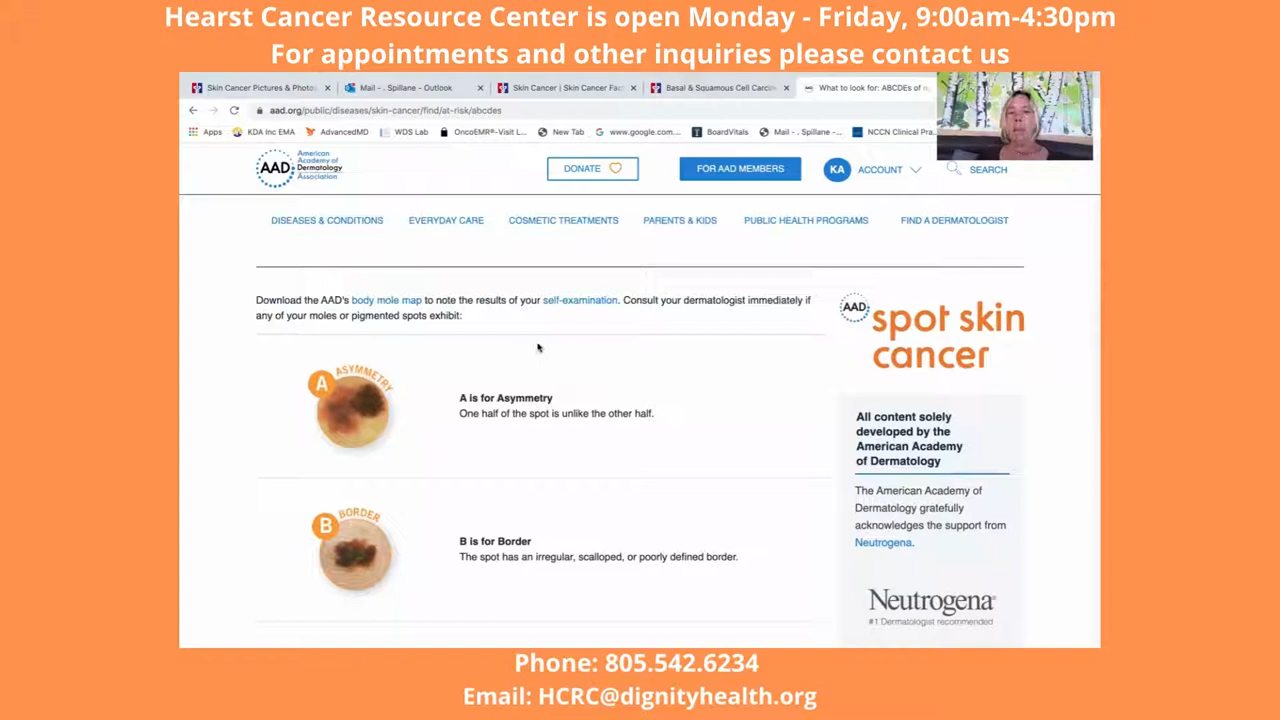 Hearst Cancer Resource Center is open Monday - Friday, 9:00am-4:30pm
For appointments and other inquiries please contact us
Skin Cancer Pictures & Photos
Mail - . Spillane - Outlook
Skin Cancer | Skin Cancer Fac
Basal & Squamous Cell Carcin
What to look for: ABCDEs of
aad.org/public/diseases/skin-cancer/find/at-risk/abcdes
Apps
KDA Inc EMA
AdvancedMD
WDS Lab
OncoEMR®-Visit L...
New Tab
www.google.com...
BoardVitals
Mail - . Spillane -...
NCCN Clinical Pra...
AAD
American
Academy of
Dermatology
Association
DONATE
FOR AAD MEMBERS
KA
ACCOUNT
SEARCH
DISEASES & CONDITIONS
EVERYDAY CARE
COSMETIC TREATMENTS
PARENTS & KIDS
PUBLIC HEALTH PROGRAMS
FIND A DERMATOLOGIST
Download the AAD's body mole map to note the results of your self-examination. Consult your dermatologist immediately if
any of your moles or pigmented spots exhibit:
A ASYMMETRY
A is for Asymmetry
One half of the spot is unlike the other half.
B BORDER
B is for Border
The spot has an irregular, scalloped, or poorly defined border.
AAD
spot skin
cancer
All content solely
developed by the
American Academy
of Dermatology
The American Academy of
Dermatology gratefully
acknowledges the support from
Neutrogena.
Neutrogena®
#1 Dermatologist recommended
Phone: 805.542.6234
Email: HCRC@dignityhealth.org